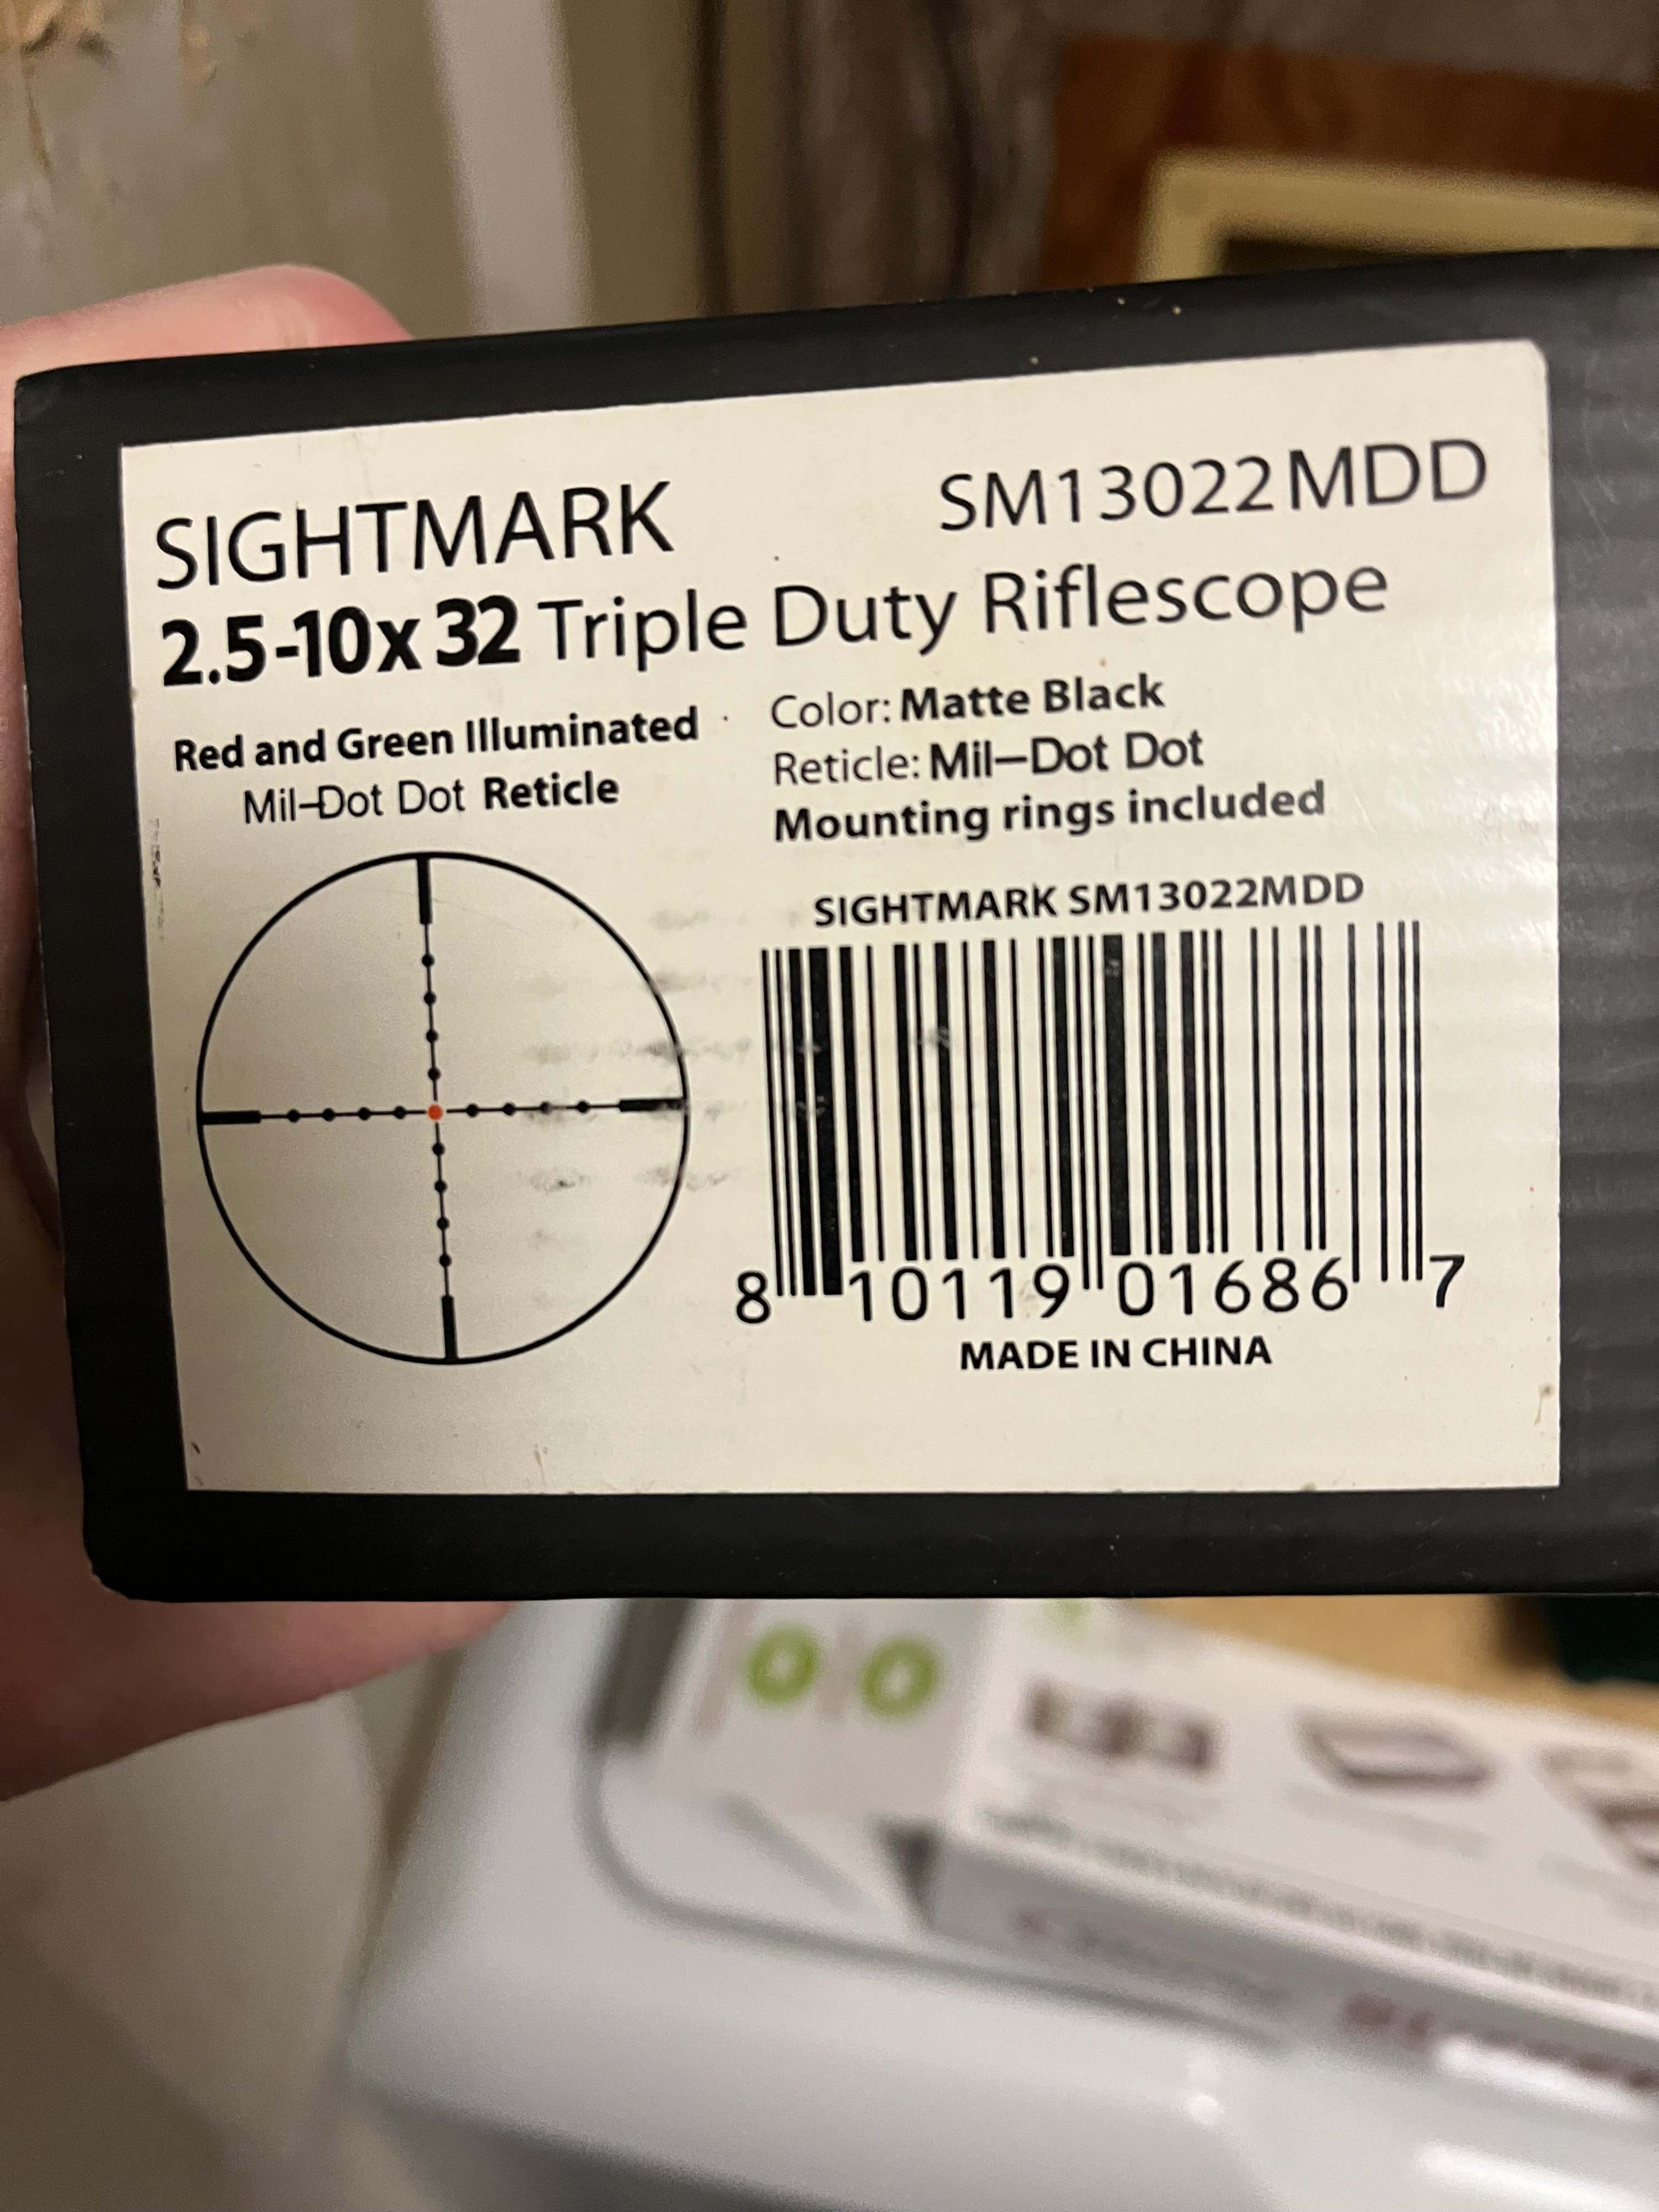 SIGHTMARK SM13022MDD
2.5-10x32 Triple Duty Riflescope
Red and Green Illuminated
Mil–Dot Dot Reticle
Color: Matte Black
Reticle: Mil–Dot Dot
Mounting rings included
SIGHTMARK SM13022MDD
8 10119 01686 7
MADE IN CHINA